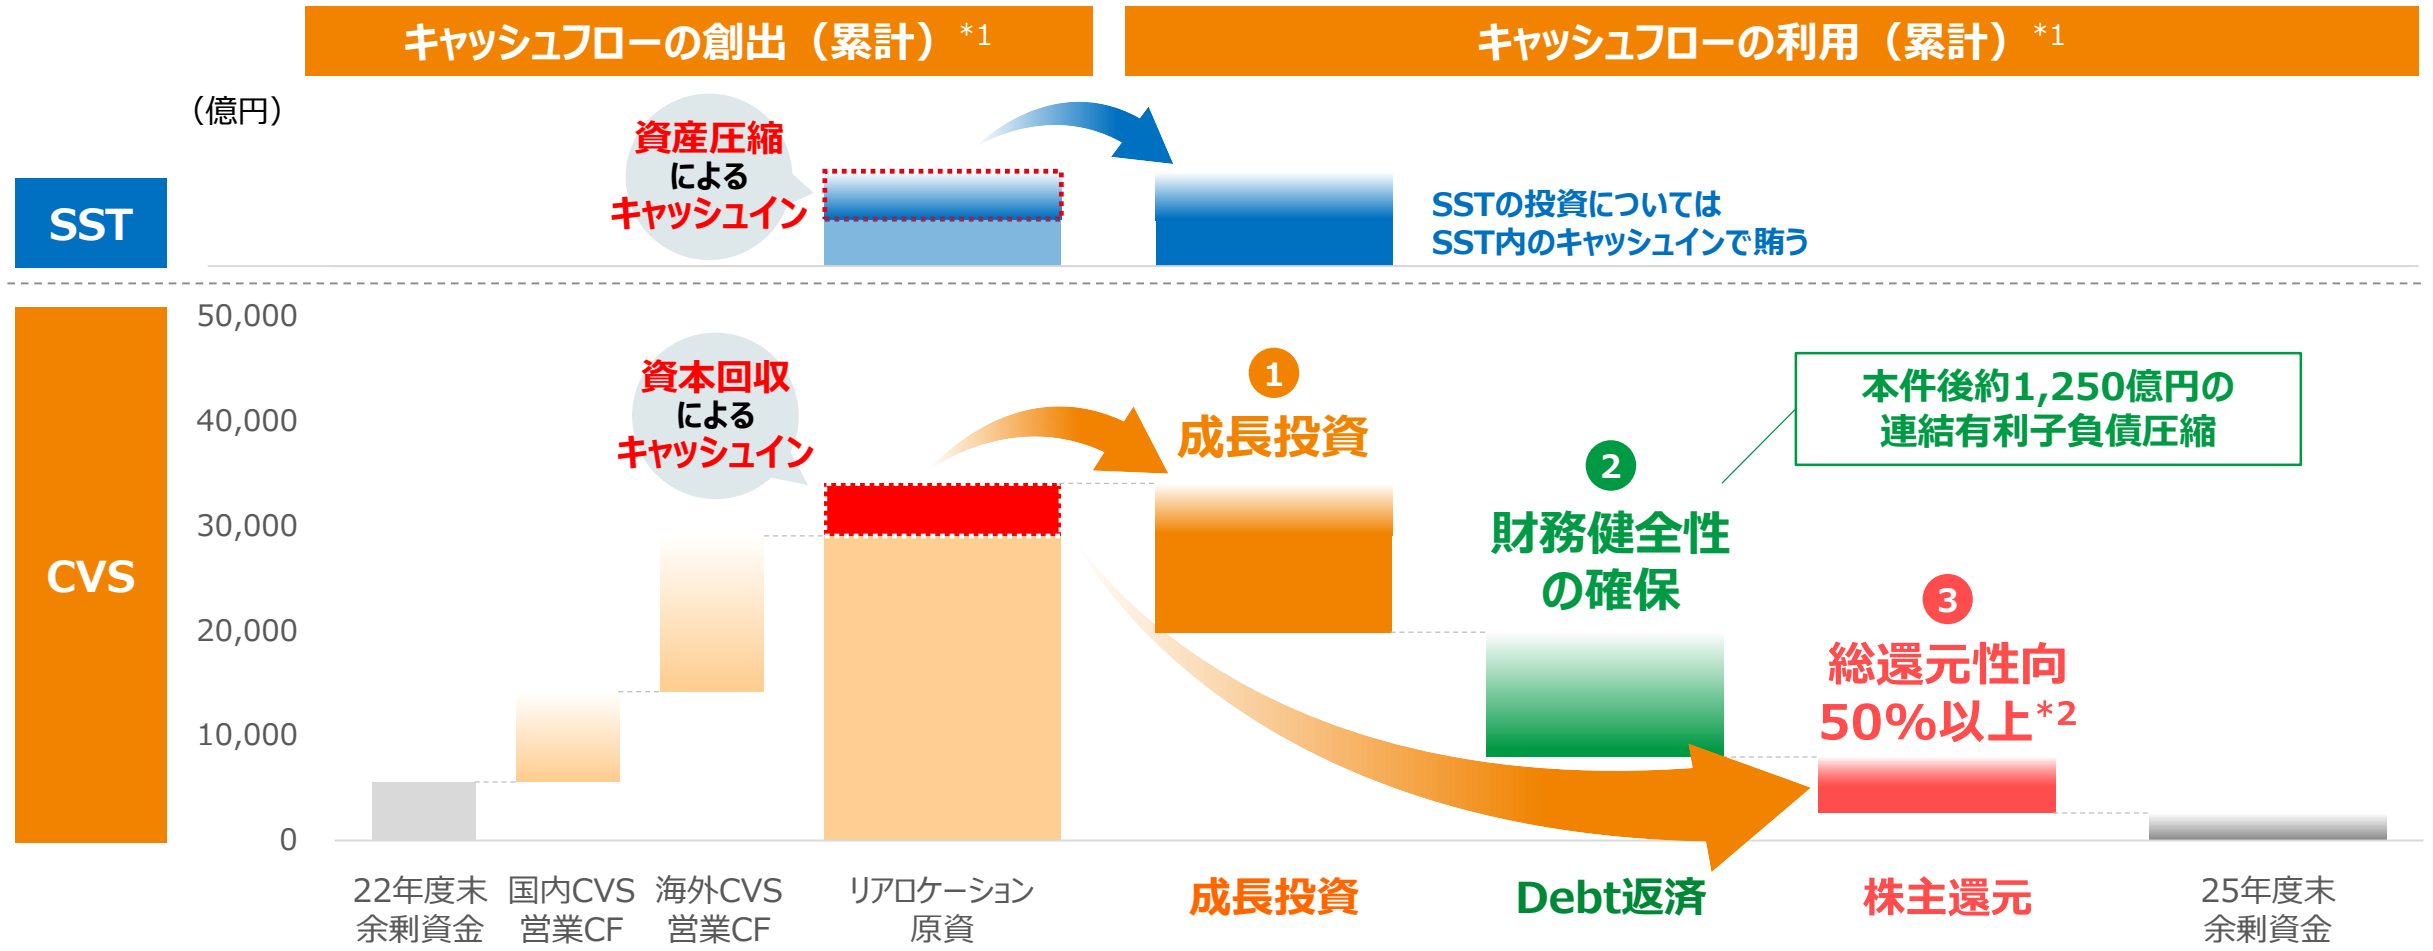 キャッシュフローの創出（累計）*1
キャッシュフローの利用（累計）*1
（億円）
SST
資産圧縮
による
キャッシュイン
SSTの投資については
SST内のキャッシュインで賄う
CVS
50,000
40,000
30,000
20,000
10,000
0
資本回収
による
キャッシュイン
1
成長投資
2
財務健全性
の確保
本件後約1,250億円の
連結有利子負債圧縮
3
総還元性向
50%以上*2
22年度末
余剰資金
国内CVS
営業CF
海外CVS
営業CF
リアロケーション
原資
成長投資
Debt返済
株主還元
25年度末
余剰資金